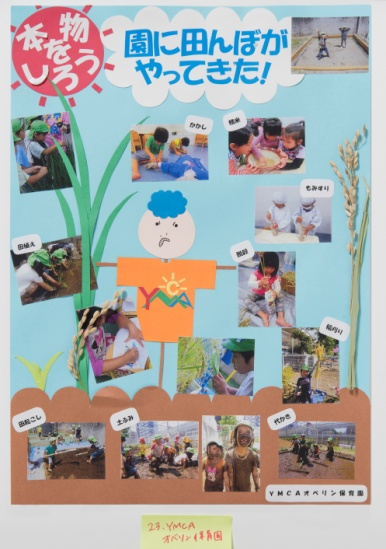 本物
を
しろう
園に田んぼが
やってきた!
かかし
精米
もみすり
田植え
脱穀
YMCA
稲刈り
田起こし
土ふみ
代かき
YMCAオベリン保育園
27. YMCA
オベリン保育園